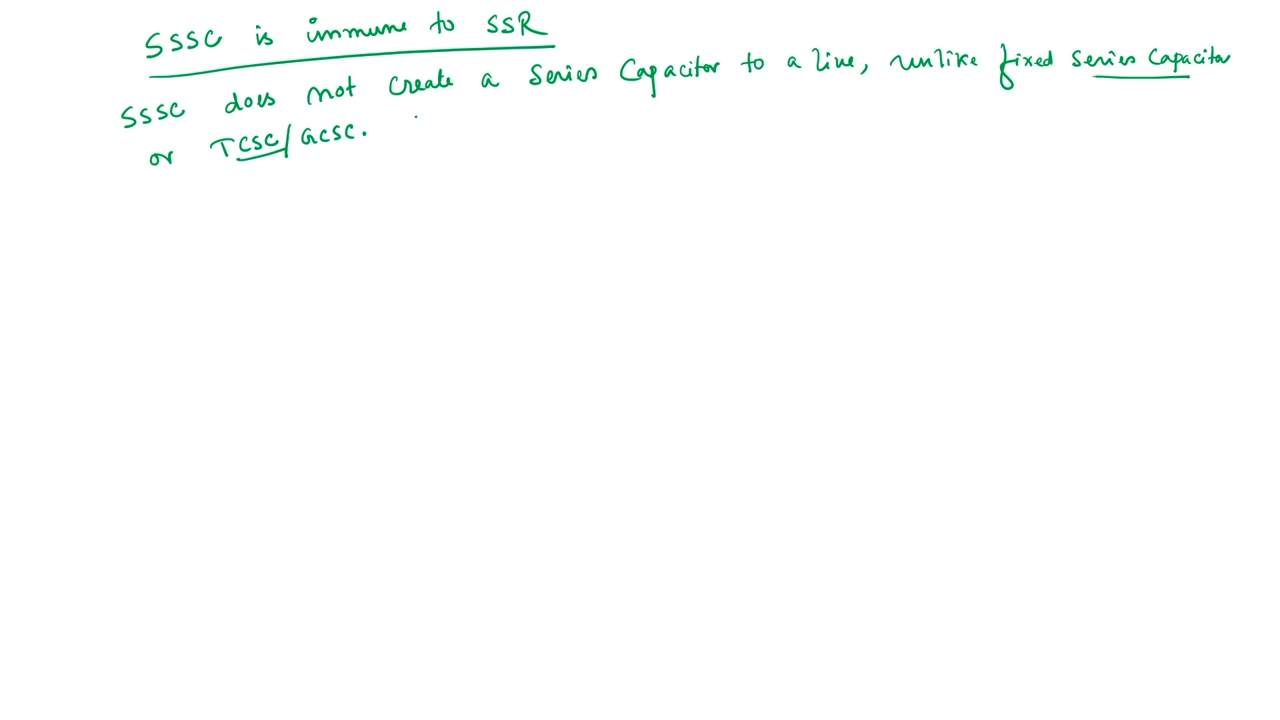 SSSC is immune to SSR
SSSC does not create a series capacitor to a line, unlike fixed series capacitor
or TCSC/GCSC.